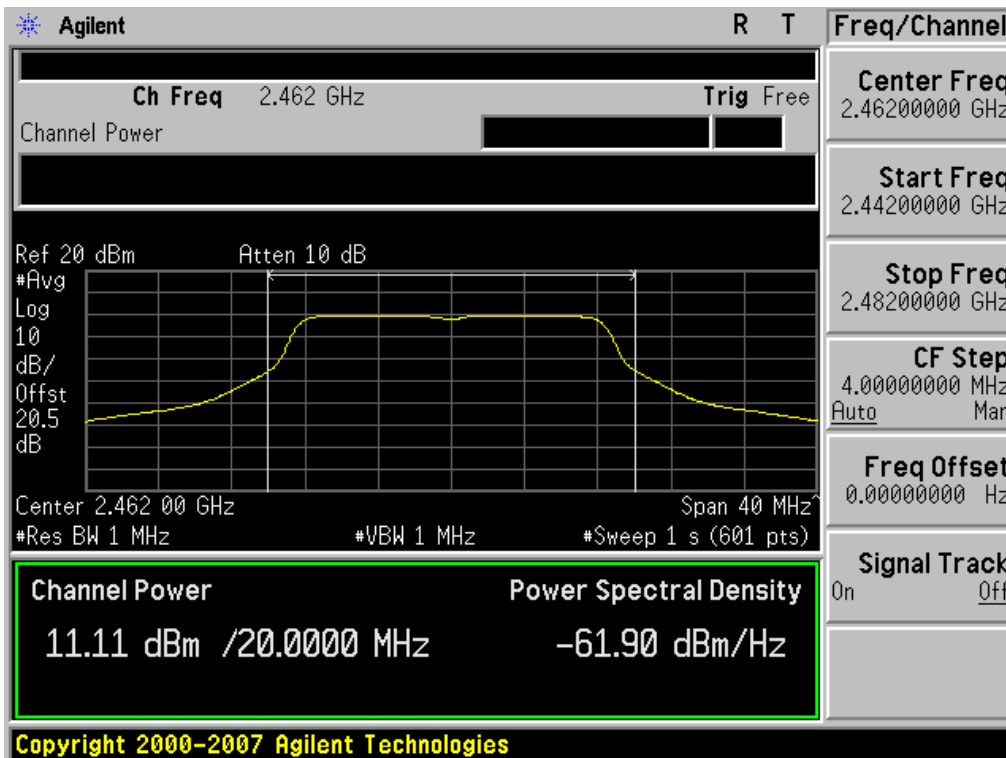 Agilent R T Freq/Channel
Ch Freq 2.462 GHz Trig Free
Channel Power
Center Freq
2.46200000 GHz
Start Freq
2.44200000 GHz
Stop Freq
2.48200000 GHz
CF Step
4.00000000 MHz
Auto Man
Freq Offset
0.00000000 Hz
Signal Track
On Off
Ref 20 dBm Atten 10 dB
#Avg
Log
10
dB/
Offst
20.5
dB
Center 2.462 00 GHz Span 40 MHz^
#Res BW 1 MHz #VBW 1 MHz #Sweep 1 s (601 pts)
Channel Power Power Spectral Density
11.11 dBm /20.0000 MHz -61.90 dBm/Hz
Copyright 2000-2007 Agilent Technologies